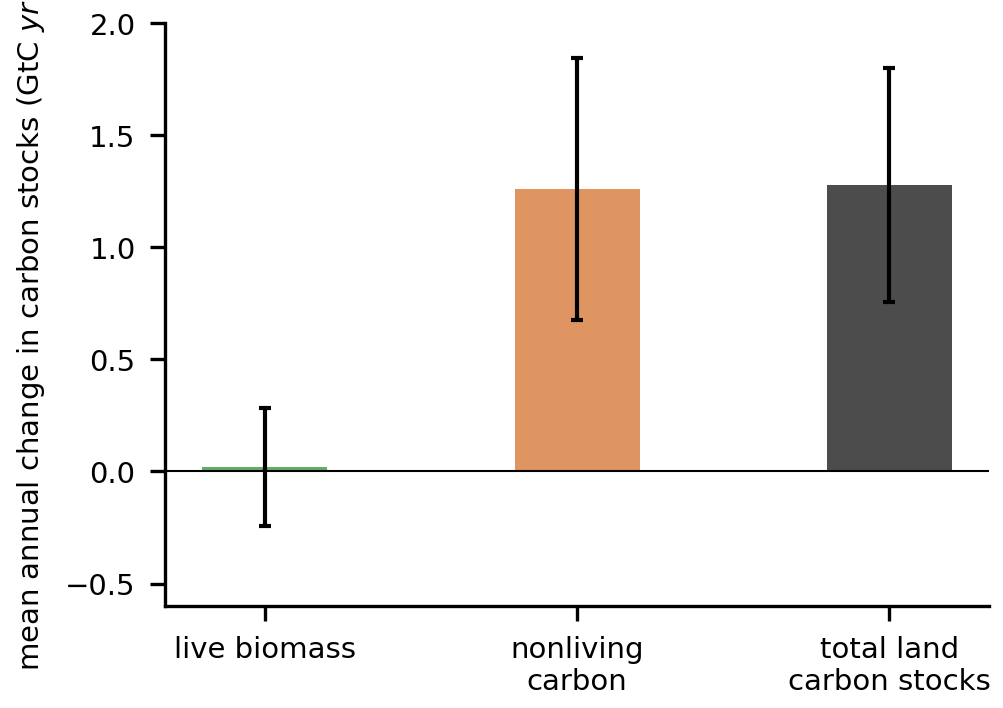 mean annual change in carbon stocks (GtC yr
2.0
1.5
1.0
0.5
0.0
−0.5
live biomass
nonliving
carbon
total land
carbon stocks